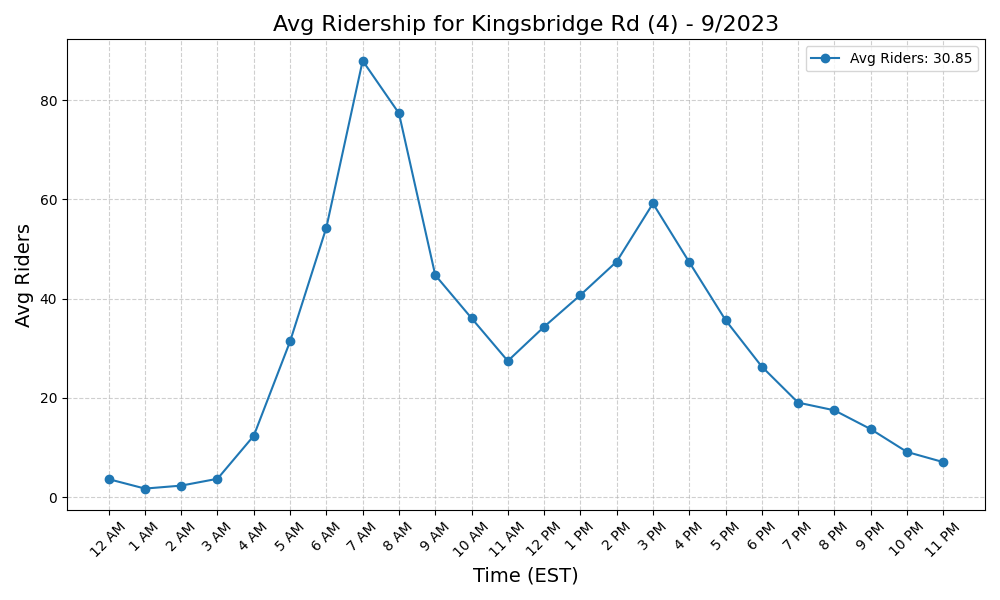 Avg Ridership for Kingsbridge Rd (4) - 9/2023
Avg Riders: 30.85
Avg Riders
80
60
40
20
0
12 AM
1 AM
2 AM
3 AM
4 AM
5 AM
6 AM
7 AM
8 AM
9 AM
10 AM
11 AM
12 PM
1 PM
2 PM
3 PM
4 PM
5 PM
6 PM
7 PM
8 PM
9 PM
10 PM
11 PM
Time (EST)